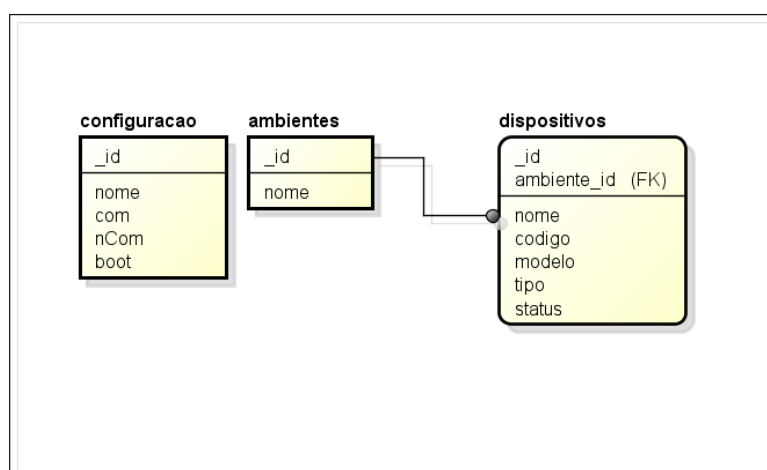 configuracao
_id
nome
com
nCom
boot
ambientes
_id
nome
dispositivos
_id
ambiente_id (FK)
nome
codigo
modelo
tipo
status